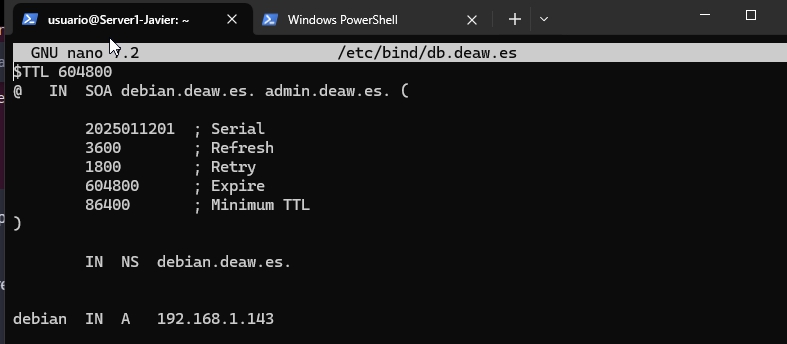 usuario@Server1-Javier: ~
Windows PowerShell
GNU nano 7.2 /etc/bind/db.deaw.es
$TTL 604800
@ IN SOA debian.deaw.es. admin.deaw.es. (
2025011201 ; Serial
3600 ; Refresh
1800 ; Retry
604800 ; Expire
86400 ; Minimum TTL
)
IN NS debian.deaw.es.
debian IN A 192.168.1.143